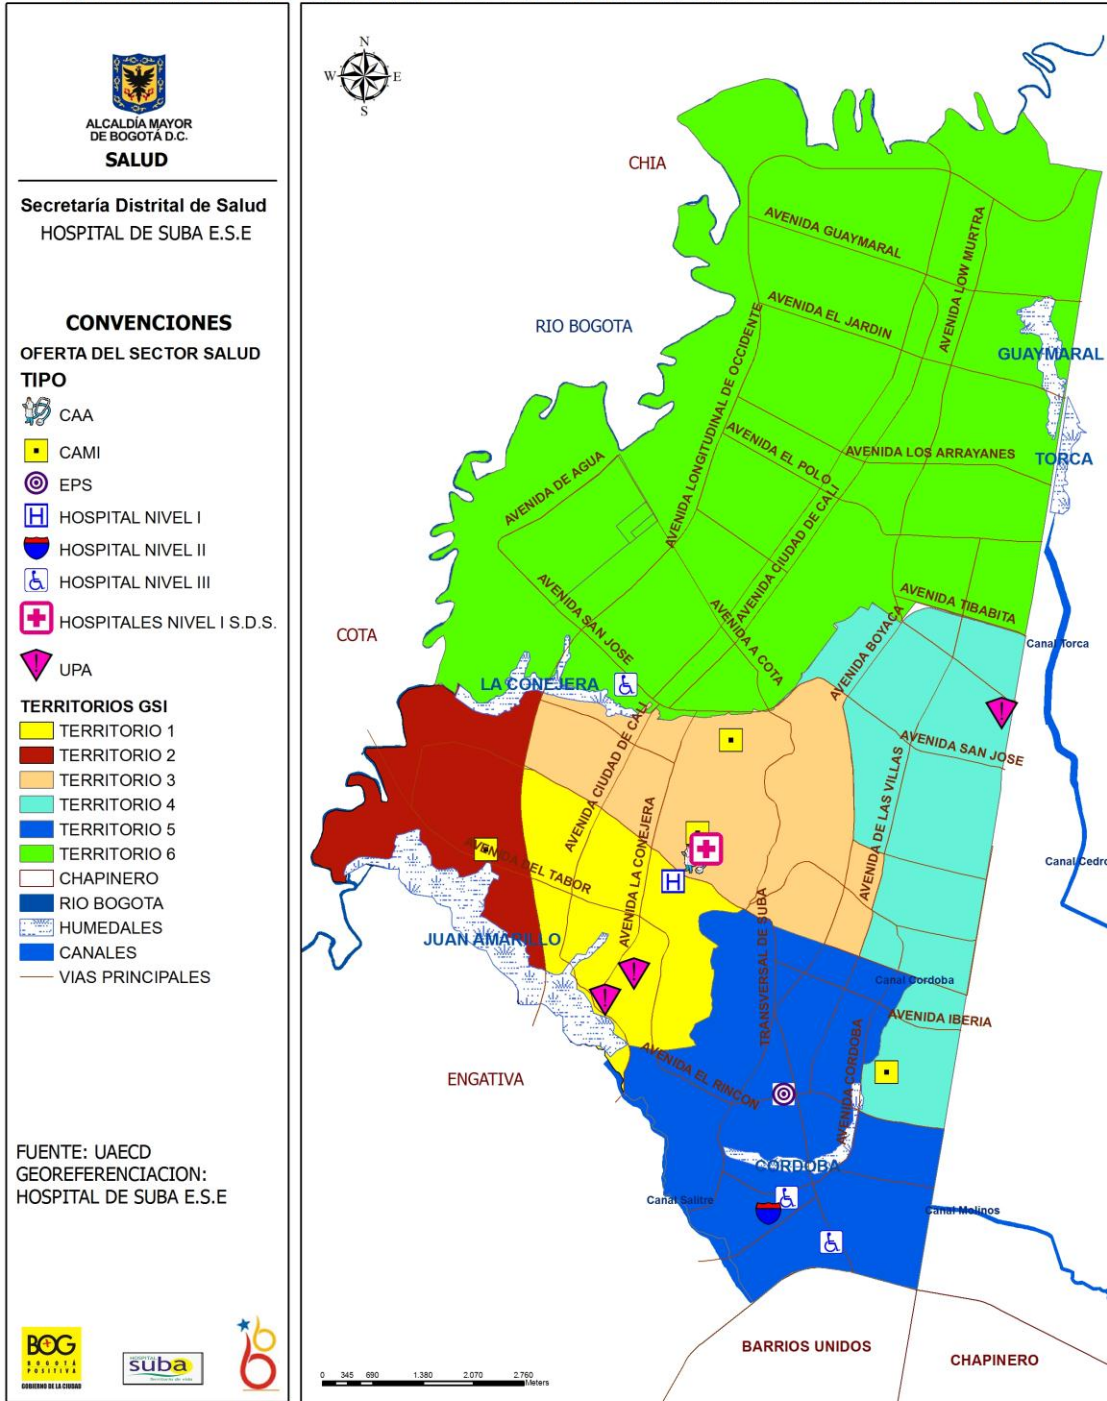 ALCALDÍA MAYOR
DE BOGOTÁ D.C.
SALUD
Secretaría Distrital de Salud
HOSPITAL DE SUBA E.S.E
CONVENCIONES
OFERTA DEL SECTOR SALUD
TIPO
CAA
CAMI
EPS
H HOSPITAL NIVEL I
HOSPITAL NIVEL II
HOSPITAL NIVEL III
HOSPITALES NIVEL I S.D.S.
UPA
TERRITORIOS GSI
TERRITORIO 1
TERRITORIO 2
TERRITORIO 3
TERRITORIO 4
TERRITORIO 5
TERRITORIO 6
CHAPINERO
RIO BOGOTA
HUMEDALES
CANALES
VIAS PRINCIPALES
FUENTE: UAECD
GEOREFERENCIACION:
HOSPITAL DE SUBA E.S.E
BOG
BOGOTÁ
POSITIVA
GOBIERNO DE LA CIUDAD
HOSPITAL
suba
N
W E
S
CHIA
AVENIDA GUAYMARAL
AVENIDA LOW MURTRA
AVENIDA EL JARDIN
RIO BOGOTA
GUAYMARAL
AVENIDA LONGITUDINAL DE OCCIDENTE
AVENIDA EL POLO
AVENIDA LOS ARRAYANES
TORCA
AVENIDA DE AGUA
AVENIDA CIUDAD DE CALI
AVENIDA SAN JOSE
AVENIDA A COTA
AVENIDA TIBABITA
AVENIDA BOYACA
COTA
Canal Torca
LA CONEJERA
AVENIDA CIUDAD DE CALI
AVENIDA SAN JOSE
AVENIDA DE LAS VILLAS
AVENIDA LA CONEJERA
AVENIDA DEL TABOR
Canal Cedro
H
JUAN AMARILLO
TRANSVERSAL DE SUBA
Canal Cordoba
AVENIDA IBERIA
AVENIDA EL RINCON
AVENIDA CORDOBA
ENGATIVA
CORDOBA
Canal Salitre
Canal Molinos
BARRIOS UNIDOS
CHAPINERO
0 345 690 1.380 2.070 2.760
Meters